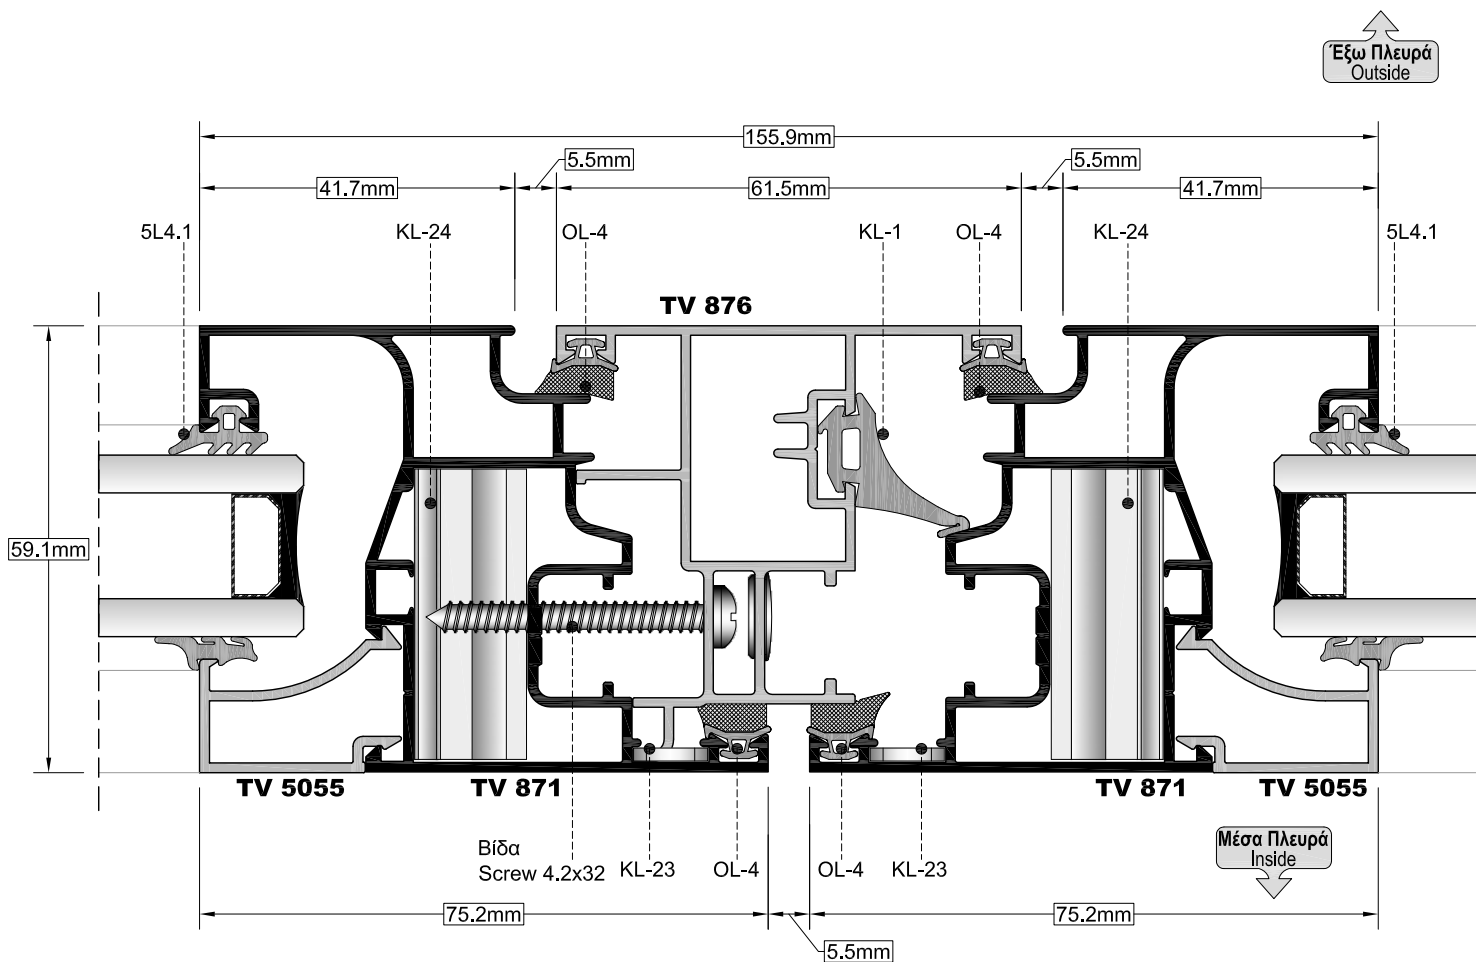 Έξω Πλευρά
Outside
155.9mm
5.5mm
5.5mm
41.7mm
61.5mm
41.7mm
5L4.1
KL-24
OL-4
KL-1
OL-4
KL-24
5L4.1
TV 876
59.1mm
TV 5055
TV 871
TV 871
TV 5055
Βίδα
Screw 4.2x32
KL-23
OL-4
OL-4
KL-23
Μέσα Πλευρά
Inside
75.2mm
75.2mm
5.5mm